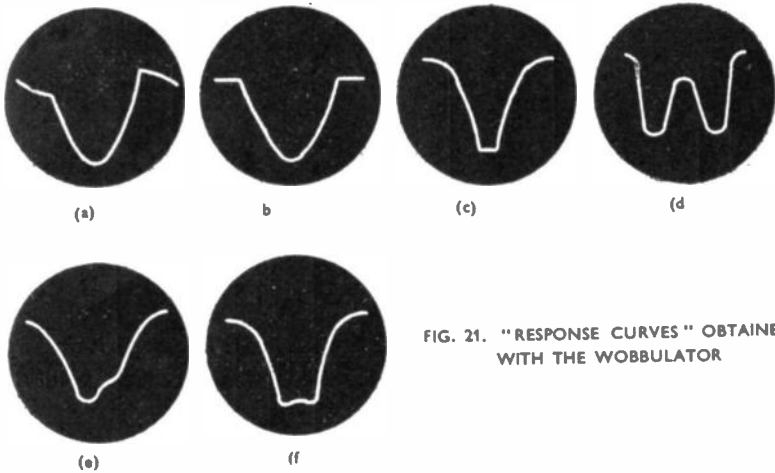 (a)
b
(c)
(d
(e)
(f
FIG. 21. "RESPONSE CURVES" OBTAINE
WITH THE WOBBULATOR